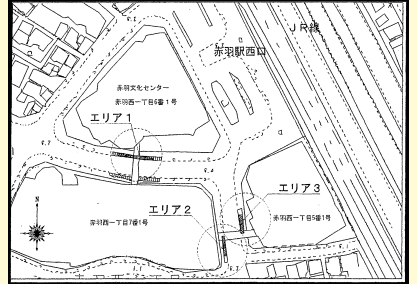 JR線
赤羽駅西口
赤羽文化センター
赤羽西一丁目6番1号
エリア1
エリア3
赤羽西一丁目5番1号
エリア2
赤羽西一丁目7番1号
N